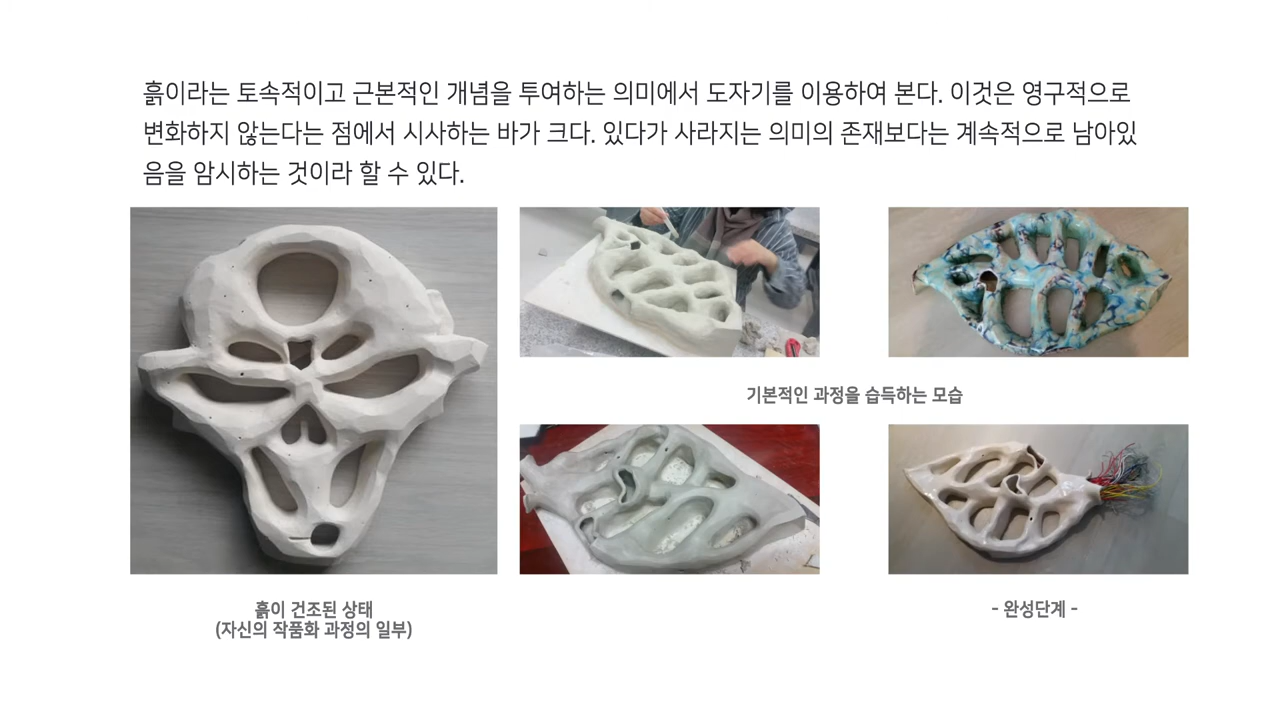 흙이라는 토속적이고 근본적인 개념을 투여하는 의미에서 도자기를 이용하여 본다. 이것은 영구적으로
변화하지 않는다는 점에서 시사하는 바가 크다. 있다가 사라지는 의미의 존재보다는 계속적으로 남아있
음을 암시하는 것이라 할 수 있다.
기본적인 과정을 습득하는 모습
흙이 건조된 상태
(자신의 작품화 과정의 일부)
- 완성단계 -